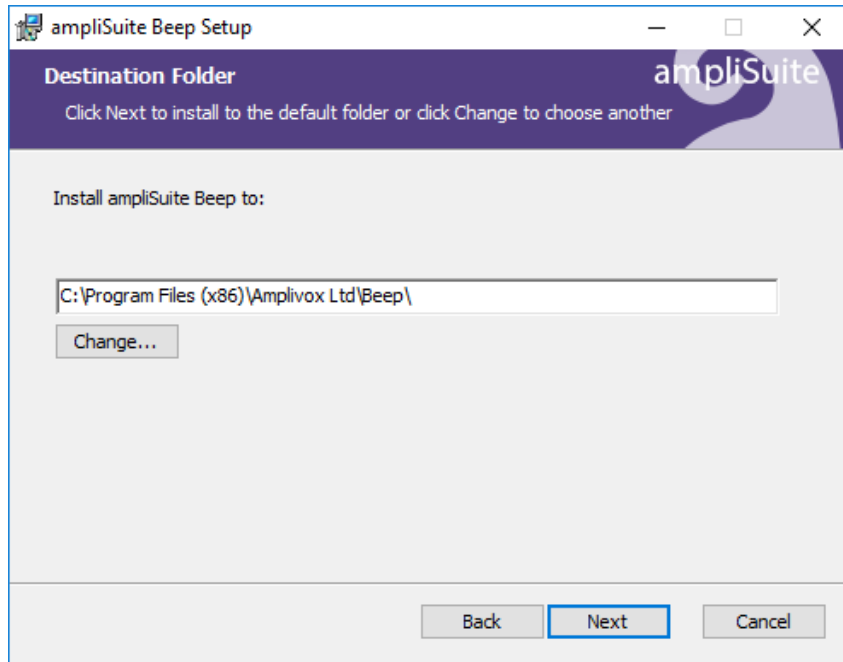 ampliSuite Beep Setup
Destination Folder
ampliSuite
Click Next to install to the default folder or click Change to choose another
Install ampliSuite Beep to:
C:\Program Files (x86)\Amplivox Ltd\Beep\
Change...
Back Next Cancel